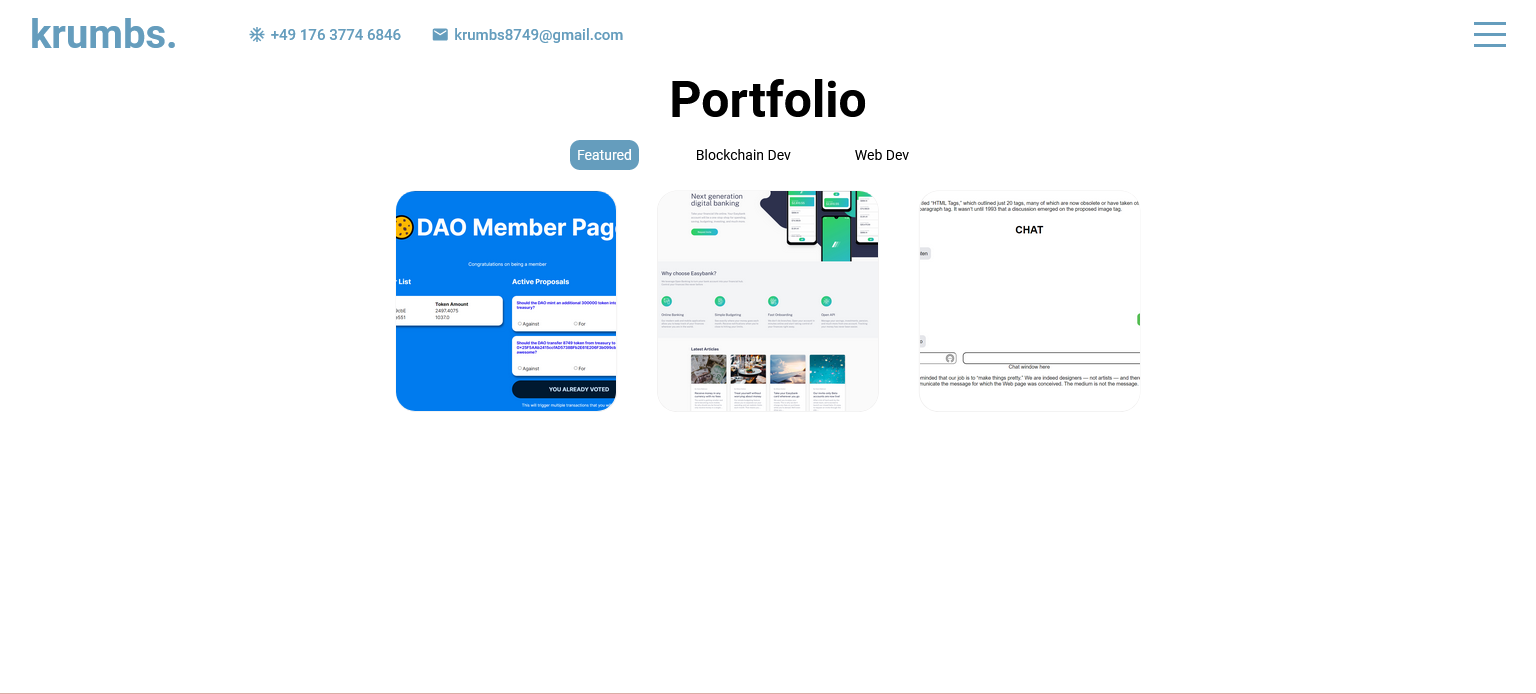 krumbs.
+49 176 3774 6846
krumbs8749@gmail.com
Portfolio
Featured
Blockchain Dev
Web Dev
DAO Member Pag
Congratulations on being a member
List
Active Proposals
Token Amount
2497.4075
1037.0
Should the DAO mint an additional 300000 token into
treasury?
Against
For
Should the DAO transfer 8749 token from treasury to
awesome?
Against
For
YOU ALREADY VOTED
This will trigger multiple transactions that you
Next generation
digital banking
Why choose Easybank?
Online Banking
Simple Budgeting
Fast Onboarding
Open API
Latest Articles
ded "HTML Tags," which outlined just 20 tags, many of which are now obsolete or have taken ot
paragraph tag. It wasn't until 1993 that a discussion emerged on the proposed image tag.
CHAT
Chat window here
minded that our job is to "make things pretty." We are indeed designers — not artists — and ther
municate the message for which the Web page was conceived. The medium is not the message.